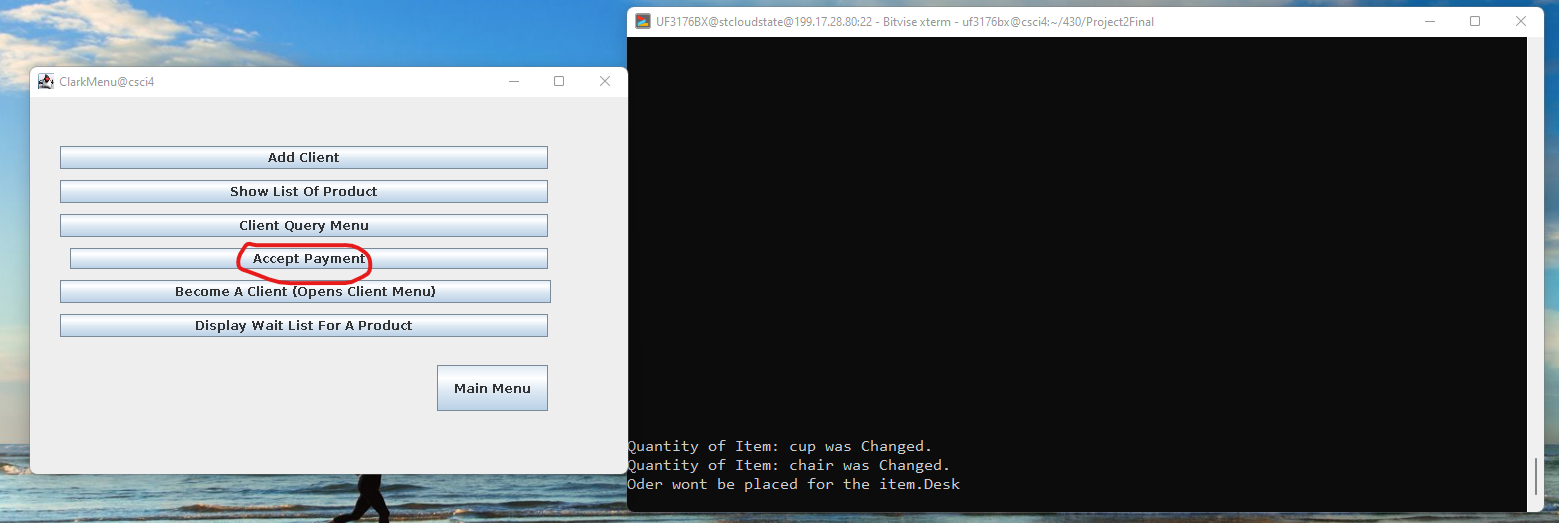 ClarkMenu@csci4
Add Client
Show List Of Product
Client Query Menu
Accept Payment
Become A Client (Opens Client Menu)
Display Wait List For A Product
Main Menu
UF3176BX@stcloudstate@199.17.28.80:22 - Bitvise xterm - uf3176bx@csci4:~/430/Project2Final
Quantity of Item: cup was Changed.
Quantity of Item: chair was Changed.
Oder wont be placed for the item.Desk